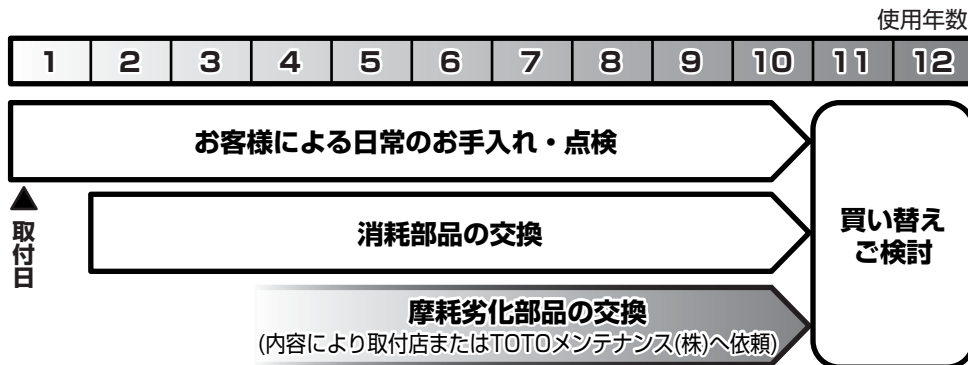 使用年数
1 2 3 4 5 6 7 8 9 10 11 12
お客様による日常のお手入れ・点検
取付日
消耗部品の交換
買い替え
ご検討
摩耗劣化部品の交換
(内容により取付店またはTOTOメンテナンス(株)へ依頼)